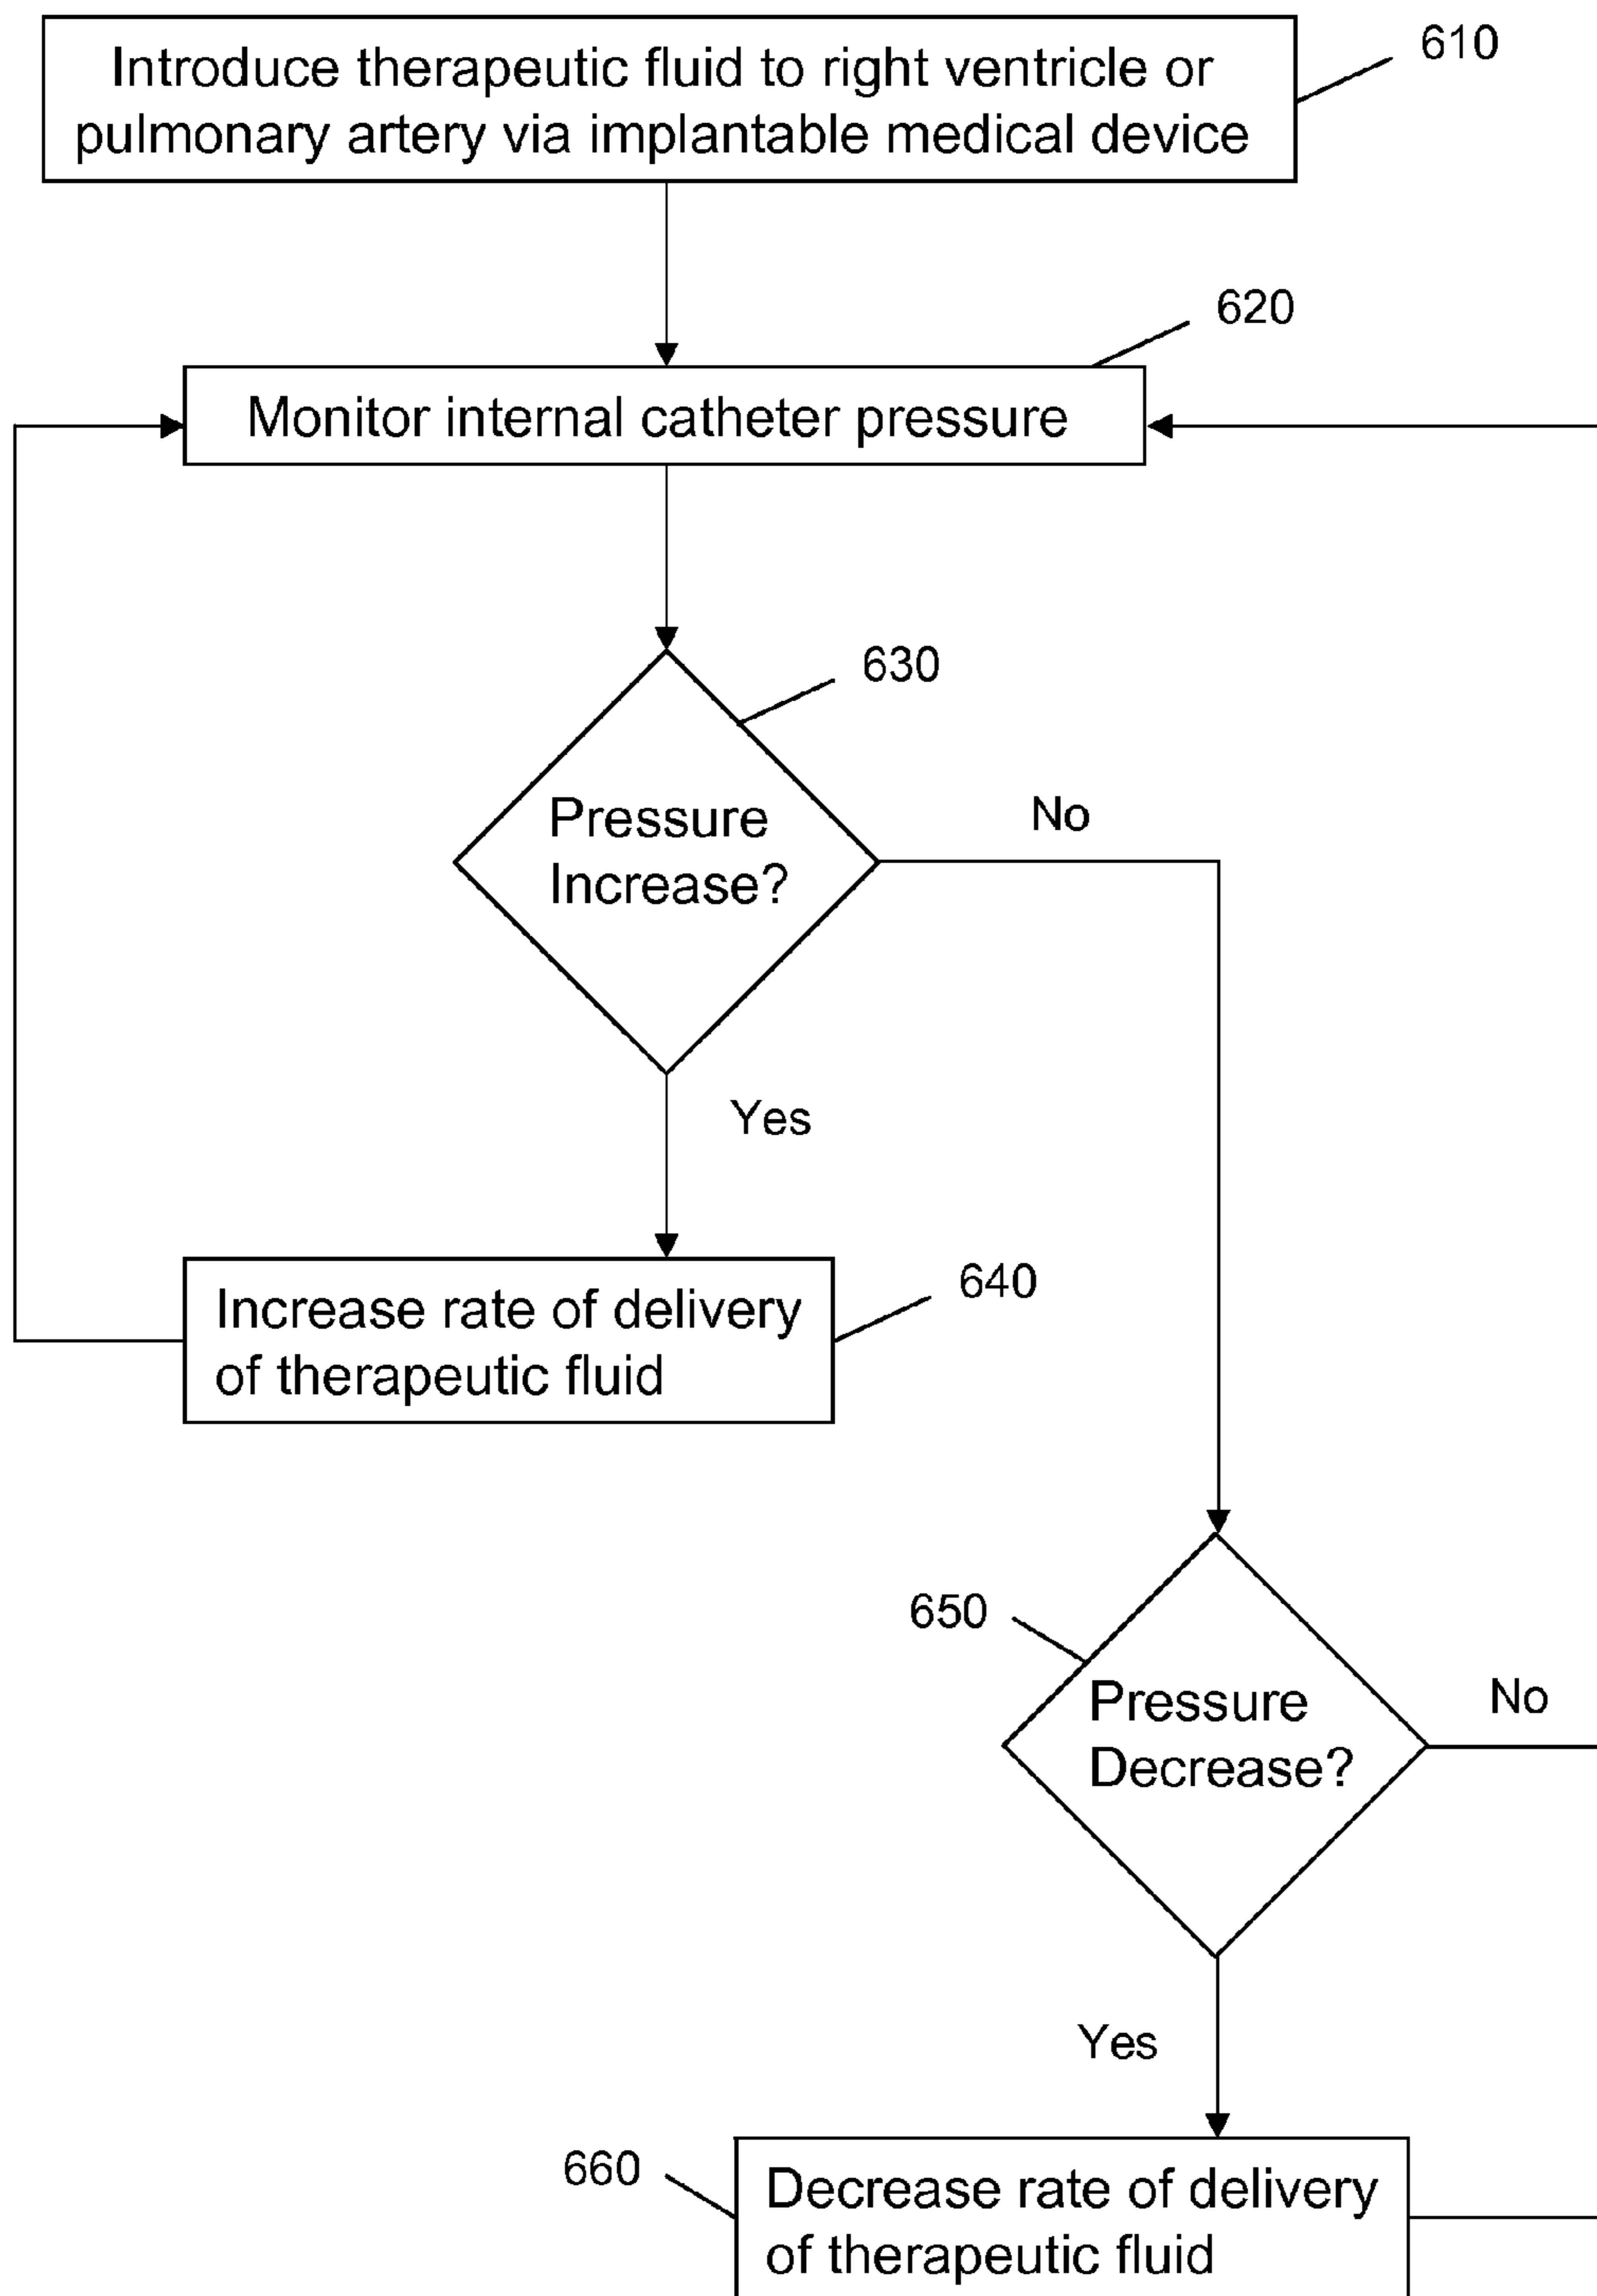 Introduce therapeutic fluid to right ventricle or
pulmonary artery via implantable medical device
610
620
Monitor internal catheter pressure
630
Pressure
Increase?
No
Yes
640
Increase rate of delivery
of therapeutic fluid
650
Pressure
Decrease?
No
Yes
660
Decrease rate of delivery
of therapeutic fluid